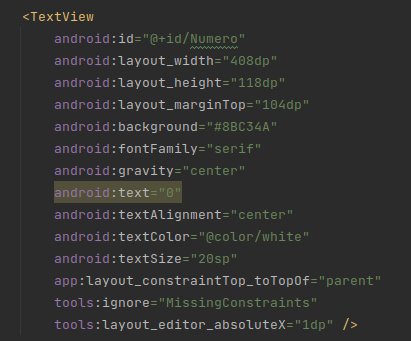 <TextView
android:id="@+id/Numero"
android:layout_width="408dp"
android:layout_height="118dp"
android:layout_marginTop="104dp"
android:background="#8BC34A"
android:fontFamily="serif"
android:gravity="center"
android:text="0"
android:textAlignment="center"
android:textColor="@color/white"
android:textSize="20sp"
app:layout_constraintTop_toTopOf="parent"
tools:ignore="MissingConstraints"
tools:layout_editor_absoluteX="1dp" />